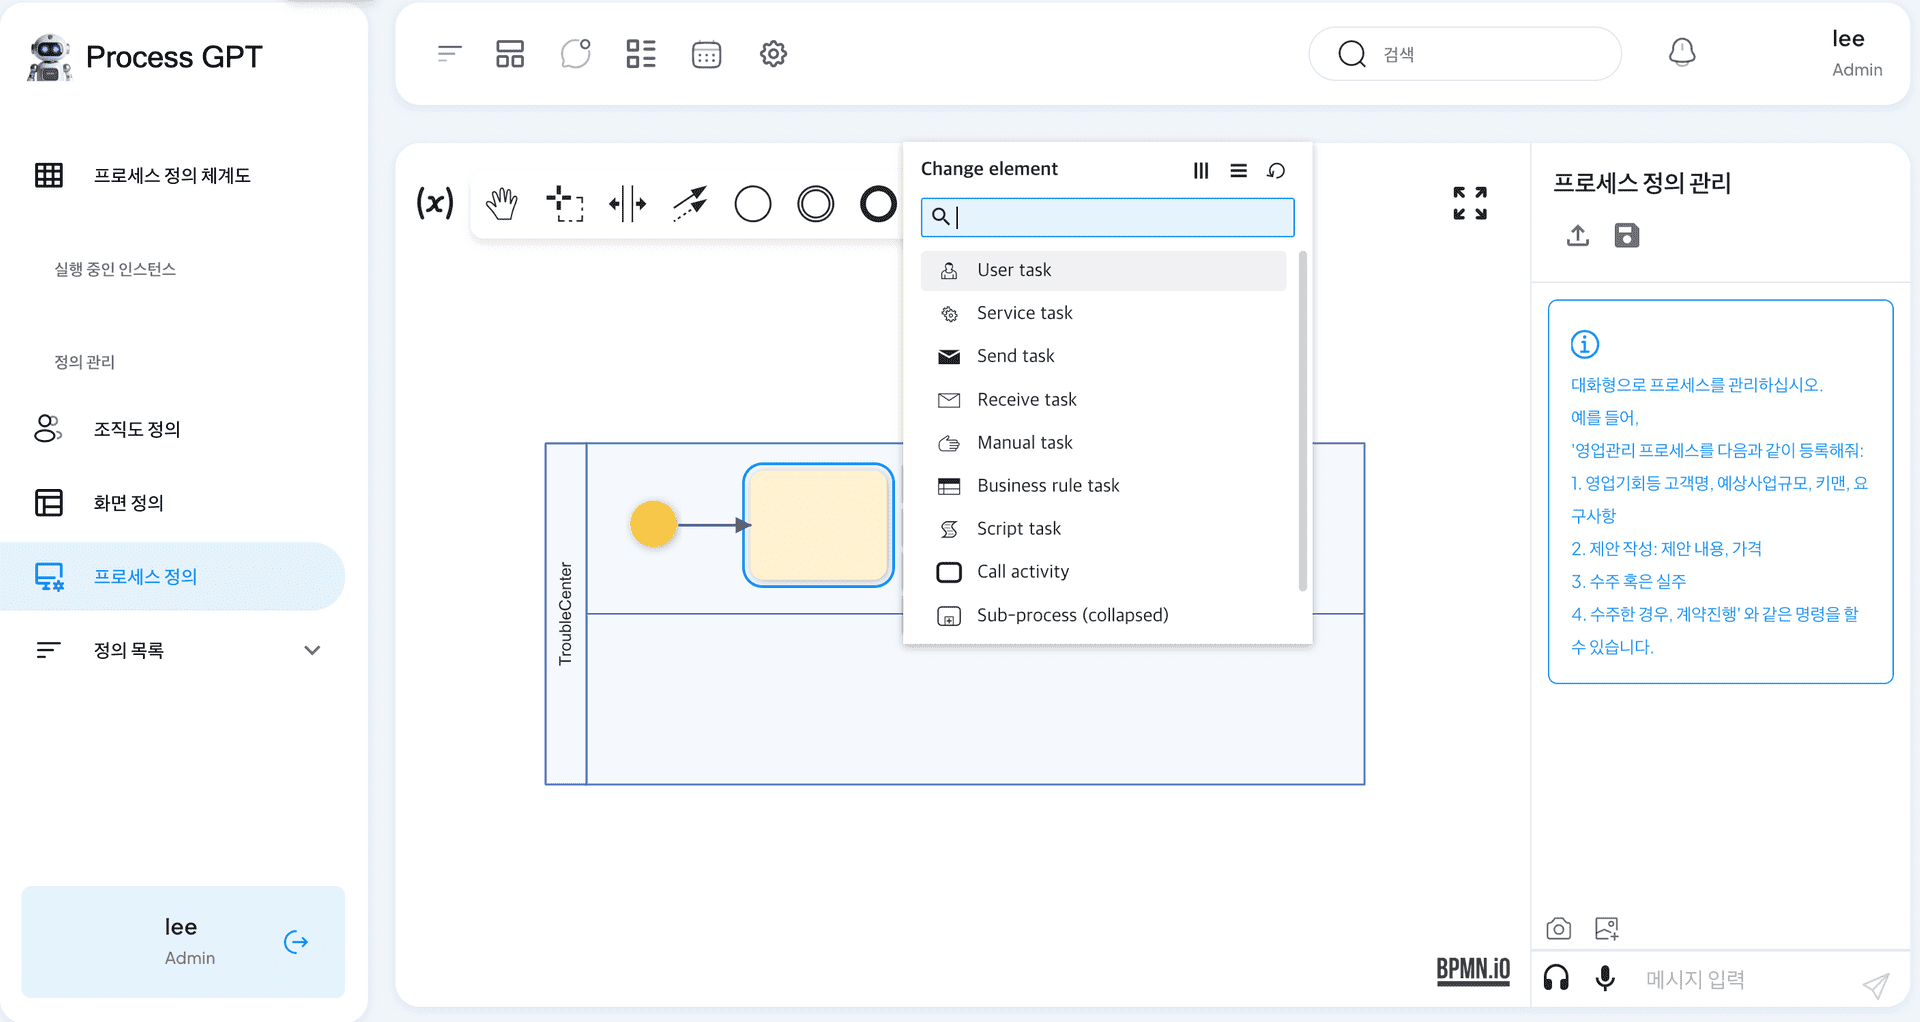 Process GPT
프로세스 정의 체계도
실행 중인 인스턴스
정의 관리
조직도 정의
화면 정의
프로세스 정의
정의 목록
lee
Admin
검색
lee
Admin
(x)
Change element
User task
Service task
Send task
Receive task
Manual task
Business rule task
Script task
Call activity
Sub-process (collapsed)
TroubleCenter
BPMN.iO
프로세스 정의 관리
대화형으로 프로세스를 관리하십시오.
예를 들어,
'영업관리 프로세스를 다음과 같이 등록해줘:
1. 영업기회등 고객명, 예상사업규모, 키맨, 요
구사항
2. 제안 작성: 제안 내용, 가격
3. 수주 혹은 실주
4. 수주한 경우, 계약진행' 와 같은 명령을 할
수 있습니다.
메시지 입력